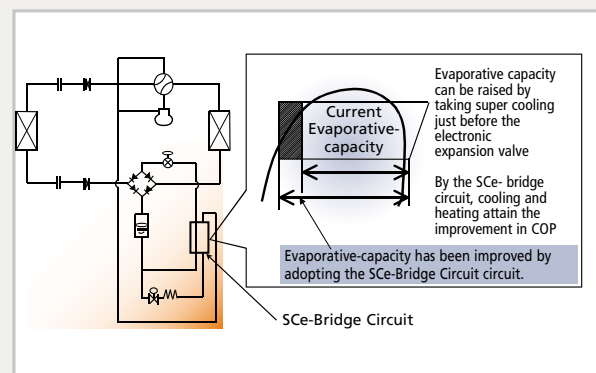 Current
Evaporative-
capacity
Evaporative capacity
can be raised by
taking super cooling
just before the
electronic
expansion valve
By the SCe- bridge
circuit, cooling and
heating attain the
improvement in COP
Evaporative-capacity has been improved by
adopting the SCe-Bridge Circuit circuit.
SCe-Bridge Circuit